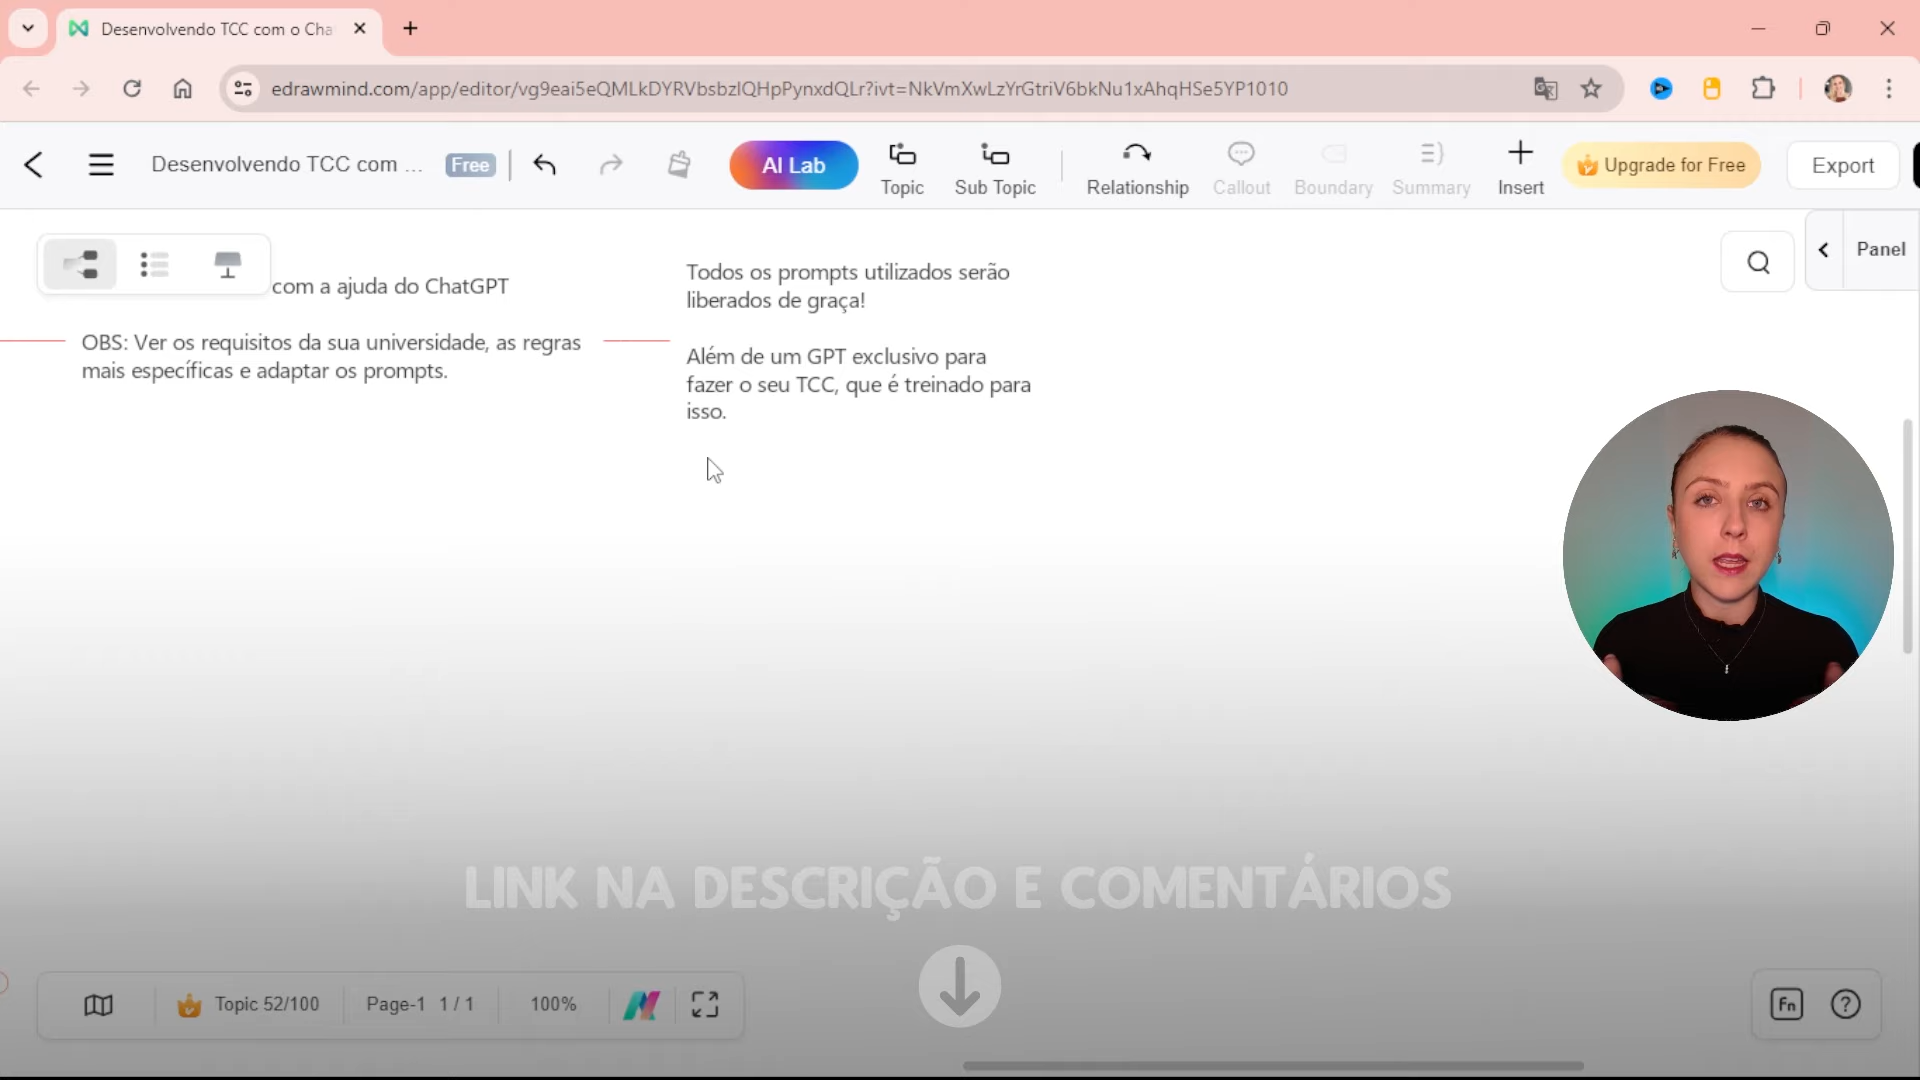 Desenvolvendo TCC com o Cha
edrawmind.com/app/editor/vg9eai5eQMLkDYRVbsbzIQHpPynxdQLr?ivt=NkVmXwLzYrGtriV6bkNu1xAhqHSe5YP1010
Desenvolvendo TCC com ...
Free
AI Lab
Topic
Sub Topic
Relationship
Callout
Boundary
Summary
Insert
Upgrade for Free
Export
Panel
com a ajuda do ChatGPT
OBS: Ver os requisitos da sua universidade, as regras
mais específicas e adaptar os prompts.
Todos os prompts utilizados serão
liberados de graça!
Além de um GPT exclusivo para
fazer o seu TCC, que é treinado para
isso.
LINK NA DESCRIÇÃO E COMENTÁRIOS
Topic 52/100
Page-1 1 / 1
100%
Fn